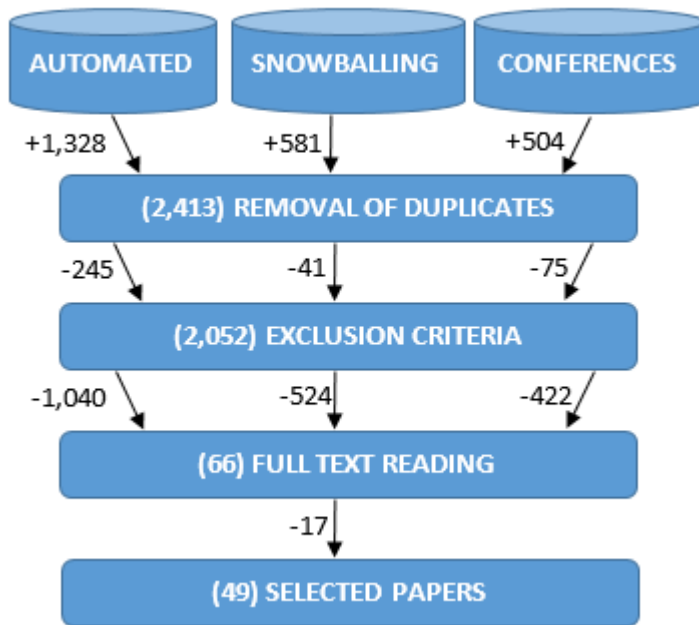 AUTOMATED SNOWBALLING CONFERENCES
+1,328 +581 +504
(2,413) REMOVAL OF DUPLICATES
-245 -41 -75
(2,052) EXCLUSION CRITERIA
-1,040 -524 -422
(66) FULL TEXT READING
-17
(49) SELECTED PAPERS